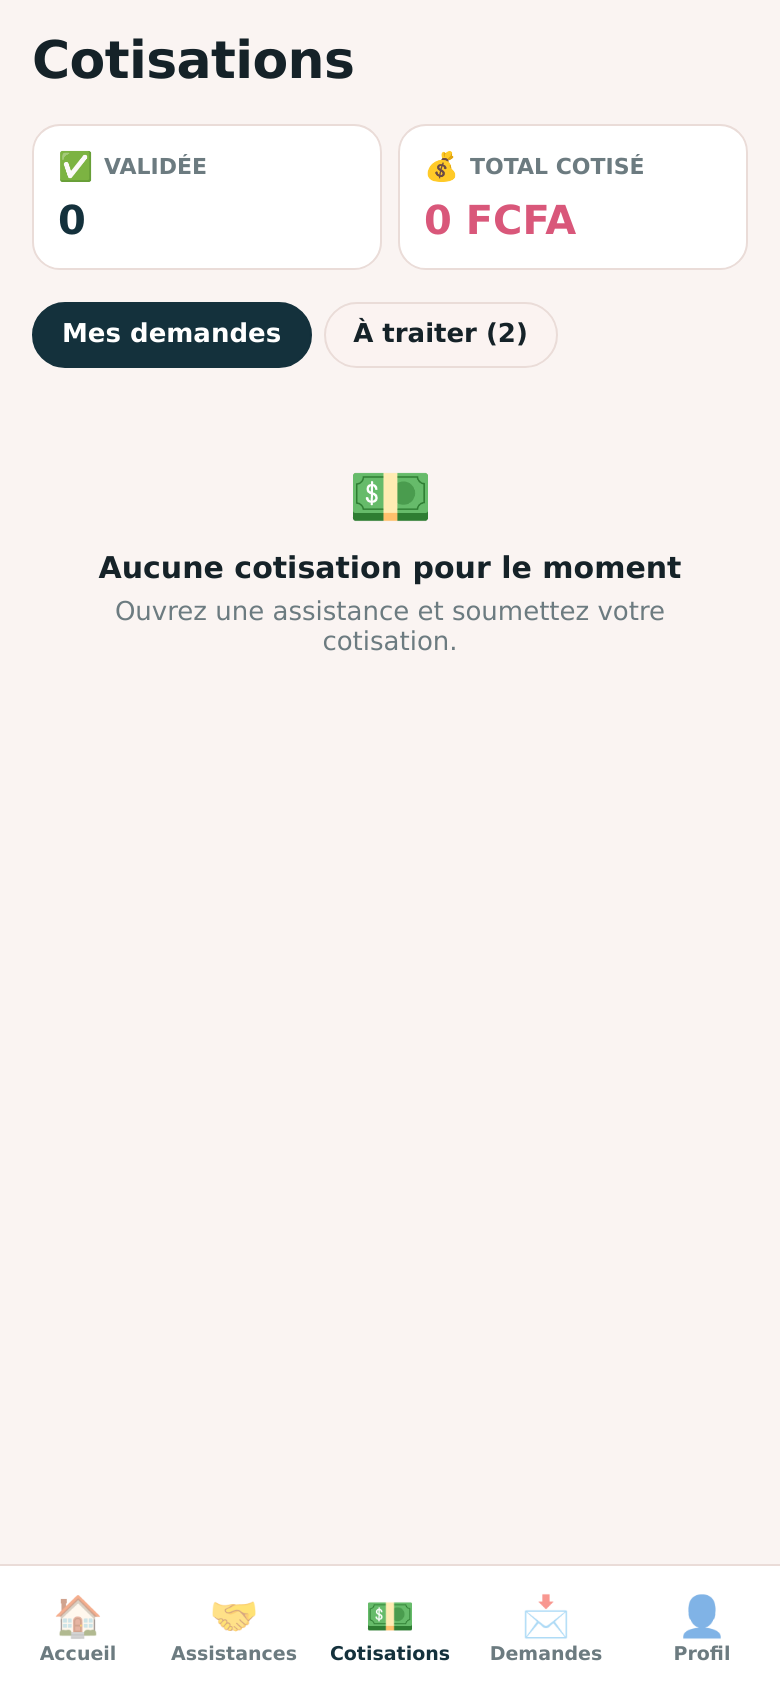 Cotisations
VALIDÉE
0
TOTAL COTISÉ
0 FCFA
Mes demandes
À traiter (2)
Aucune cotisation pour le moment
Ouvrez une assistance et soumettez votre
cotisation.
Accueil
Assistances
Cotisations
Demandes
Profil